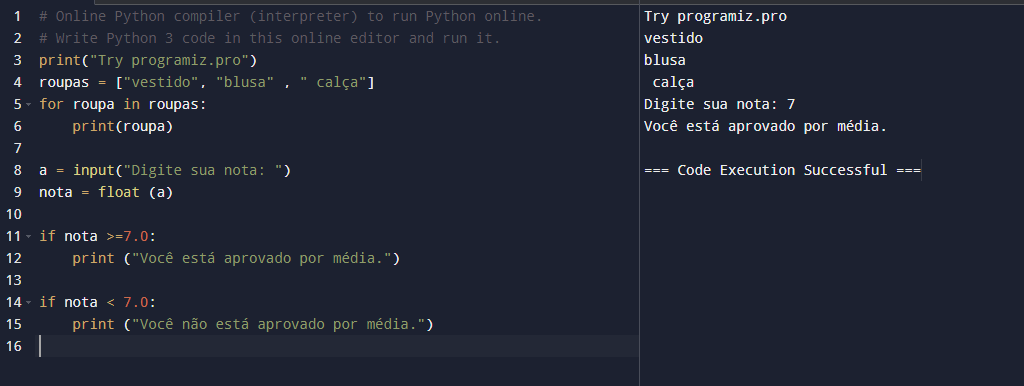 1 # Online Python compiler (interpreter) to run Python online.
2 # Write Python 3 code in this online editor and run it.
3 print("Try programiz.pro")
4 roupas = ["vestido", "blusa" , " calça"]
5 for roupa in roupas:
6     print(roupa)
7
8 a = input("Digite sua nota: ")
9 nota = float (a)
10
11 if nota >=7.0:
12     print ("Você está aprovado por média.")
13
14 if nota < 7.0:
15     print ("Você não está aprovado por média.")
16
Try programiz.pro
vestido
blusa
 calça
Digite sua nota: 7
Você está aprovado por média.

=== Code Execution Successful ===